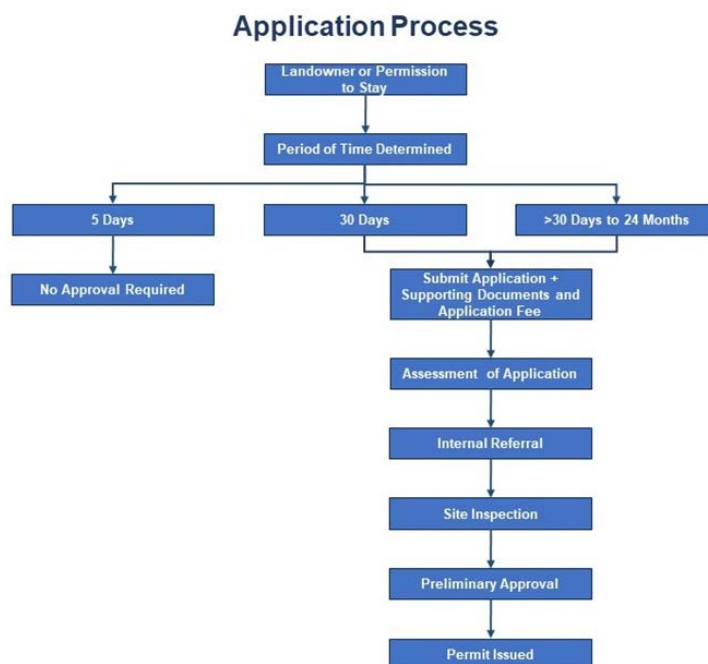 Application Process
Landowner or Permission
to Stay
Period of Time Determined
5 Days
30 Days
>30 Days to 24 Months
No Approval Required
Submit Application +
Supporting Documents and
Application Fee
Assessment of Application
Internal Referral
Site Inspection
Preliminary Approval
Permit Issued